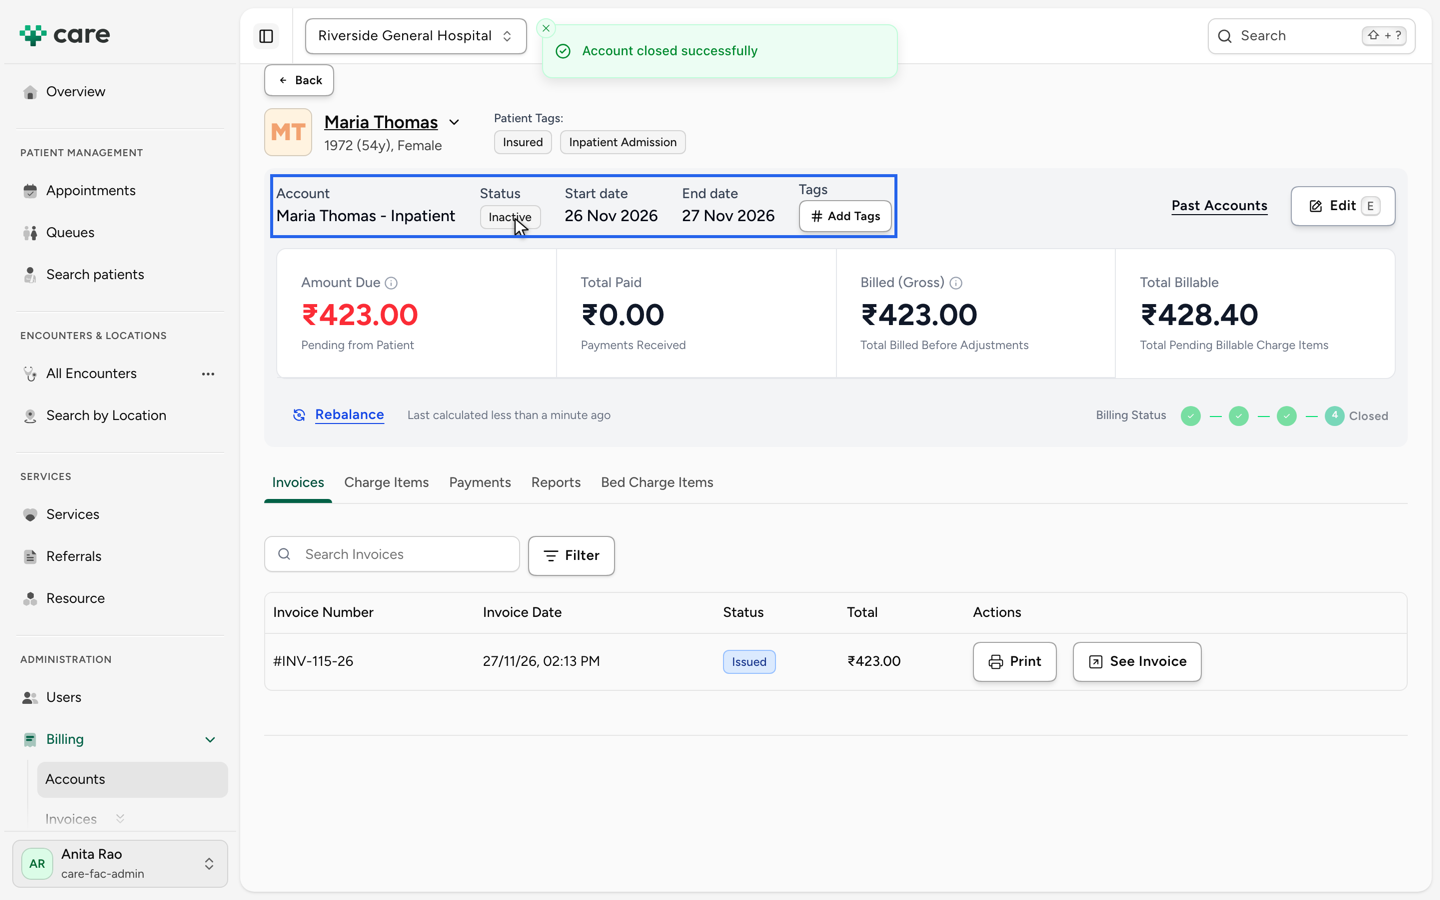 care
Riverside General Hospital
Account closed successfully
Search
+ ?
Back
Overview
MT
Maria Thomas
1972 (54y), Female
Patient Tags:
Insured
Inpatient Admission
PATIENT MANAGEMENT
Appointments
Queues
Search patients
Account
Maria Thomas - Inpatient
Status
Inactive
Start date
26 Nov 2026
End date
27 Nov 2026
Tags
# Add Tags
Past Accounts
Edit E
Amount Due
₹423.00
Pending from Patient
Total Paid
₹0.00
Payments Received
Billed (Gross)
₹423.00
Total Billed Before Adjustments
Total Billable
₹428.40
Total Pending Billable Charge Items
ENCOUNTERS & LOCATIONS
All Encounters
Search by Location
Rebalance
Last calculated less than a minute ago
Billing Status
4 Closed
SERVICES
Services
Referrals
Resource
Invoices
Charge Items
Payments
Reports
Bed Charge Items
Search Invoices
Filter
Invoice Number
Invoice Date
Status
Total
Actions
#INV-115-26
27/11/26, 02:13 PM
Issued
₹423.00
Print
See Invoice
ADMINISTRATION
Users
Billing
Accounts
Invoices
AR
Anita Rao
care-fac-admin